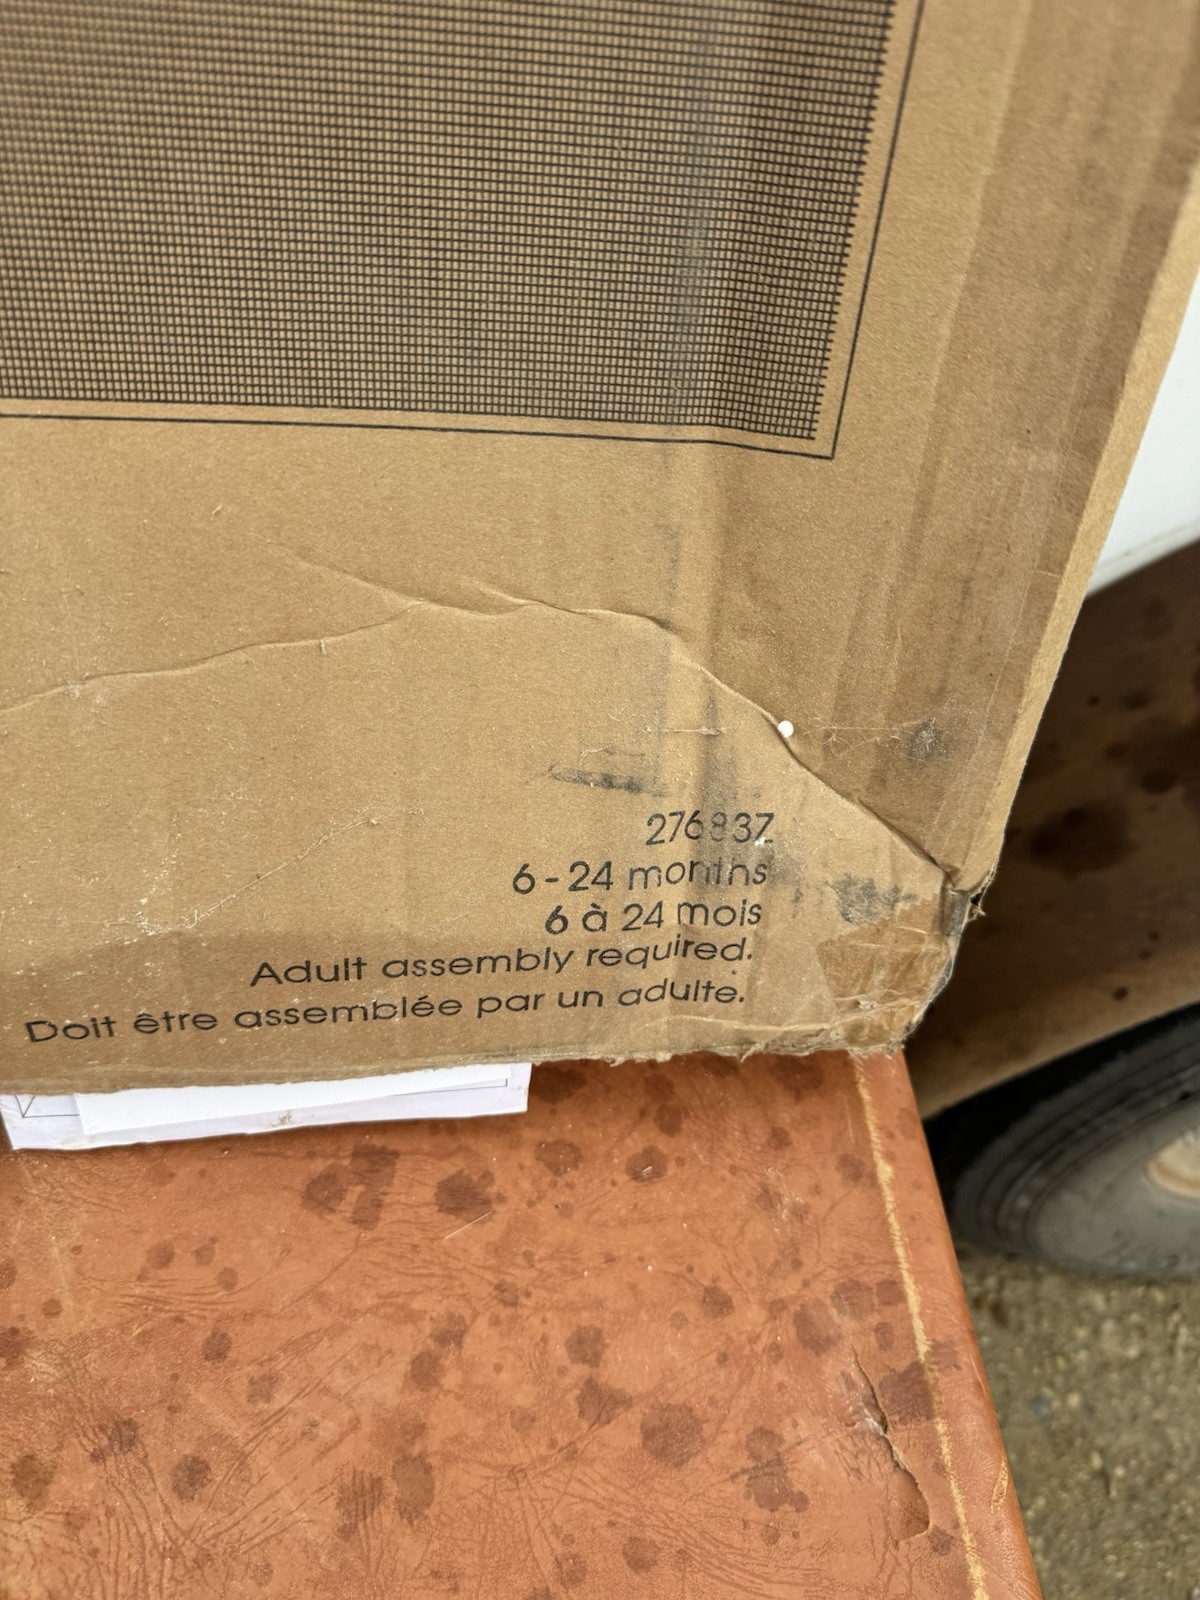 276837
6-24 months
6 à 24 mois
Adult assembly required.
Doit être assemblée par un adulte.